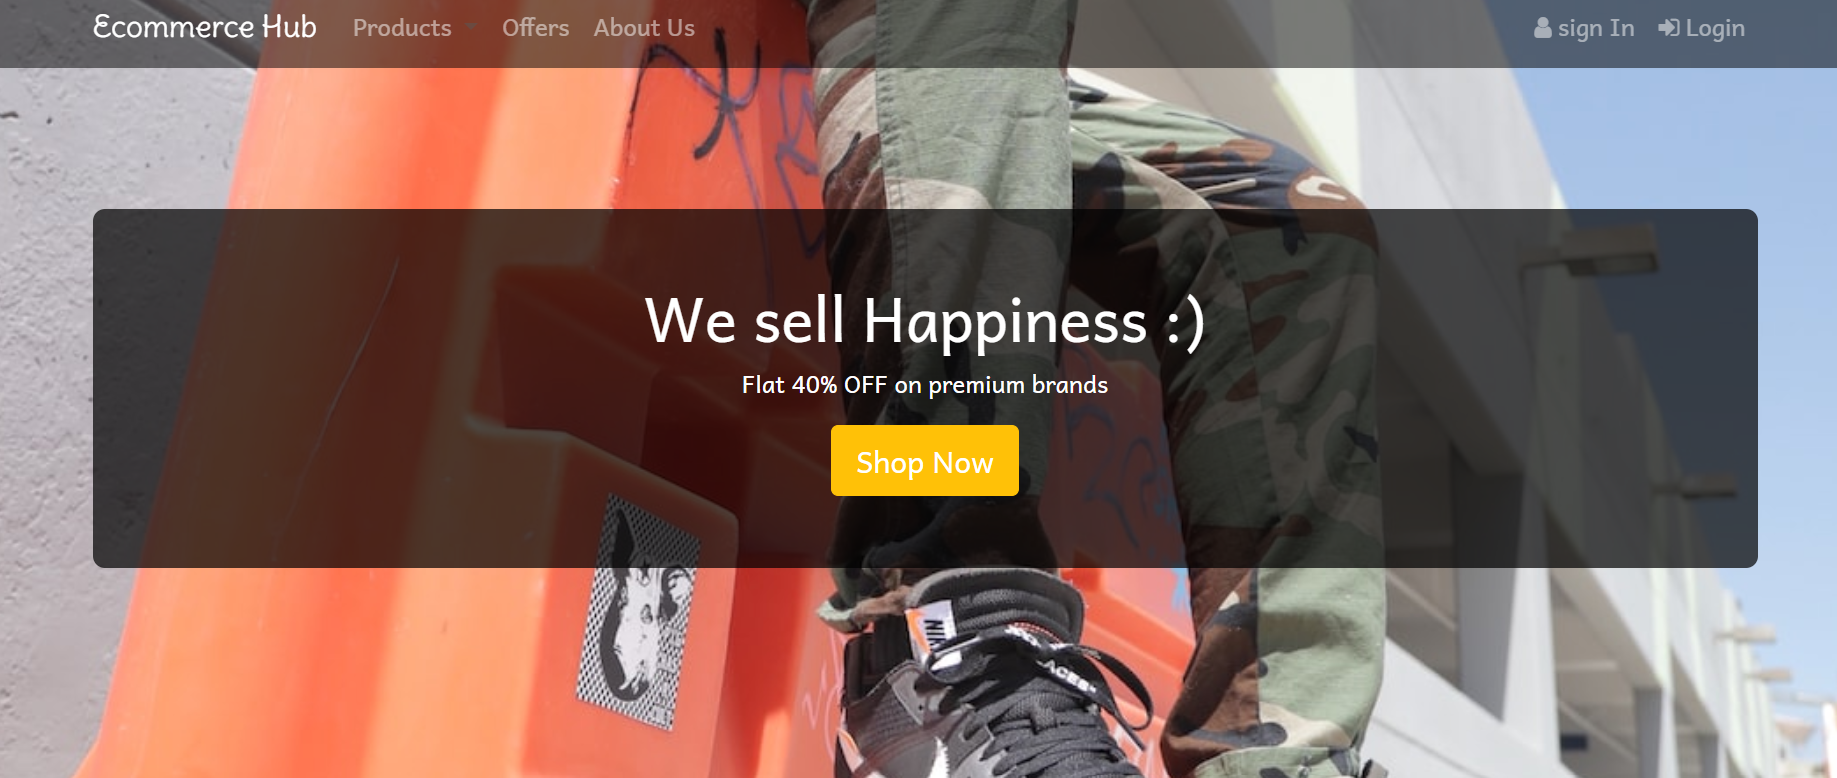 Ecommerce Hub Products Offers About Us sign In Login
We sell Happiness :)
Flat 40% OFF on premium brands
Shop Now